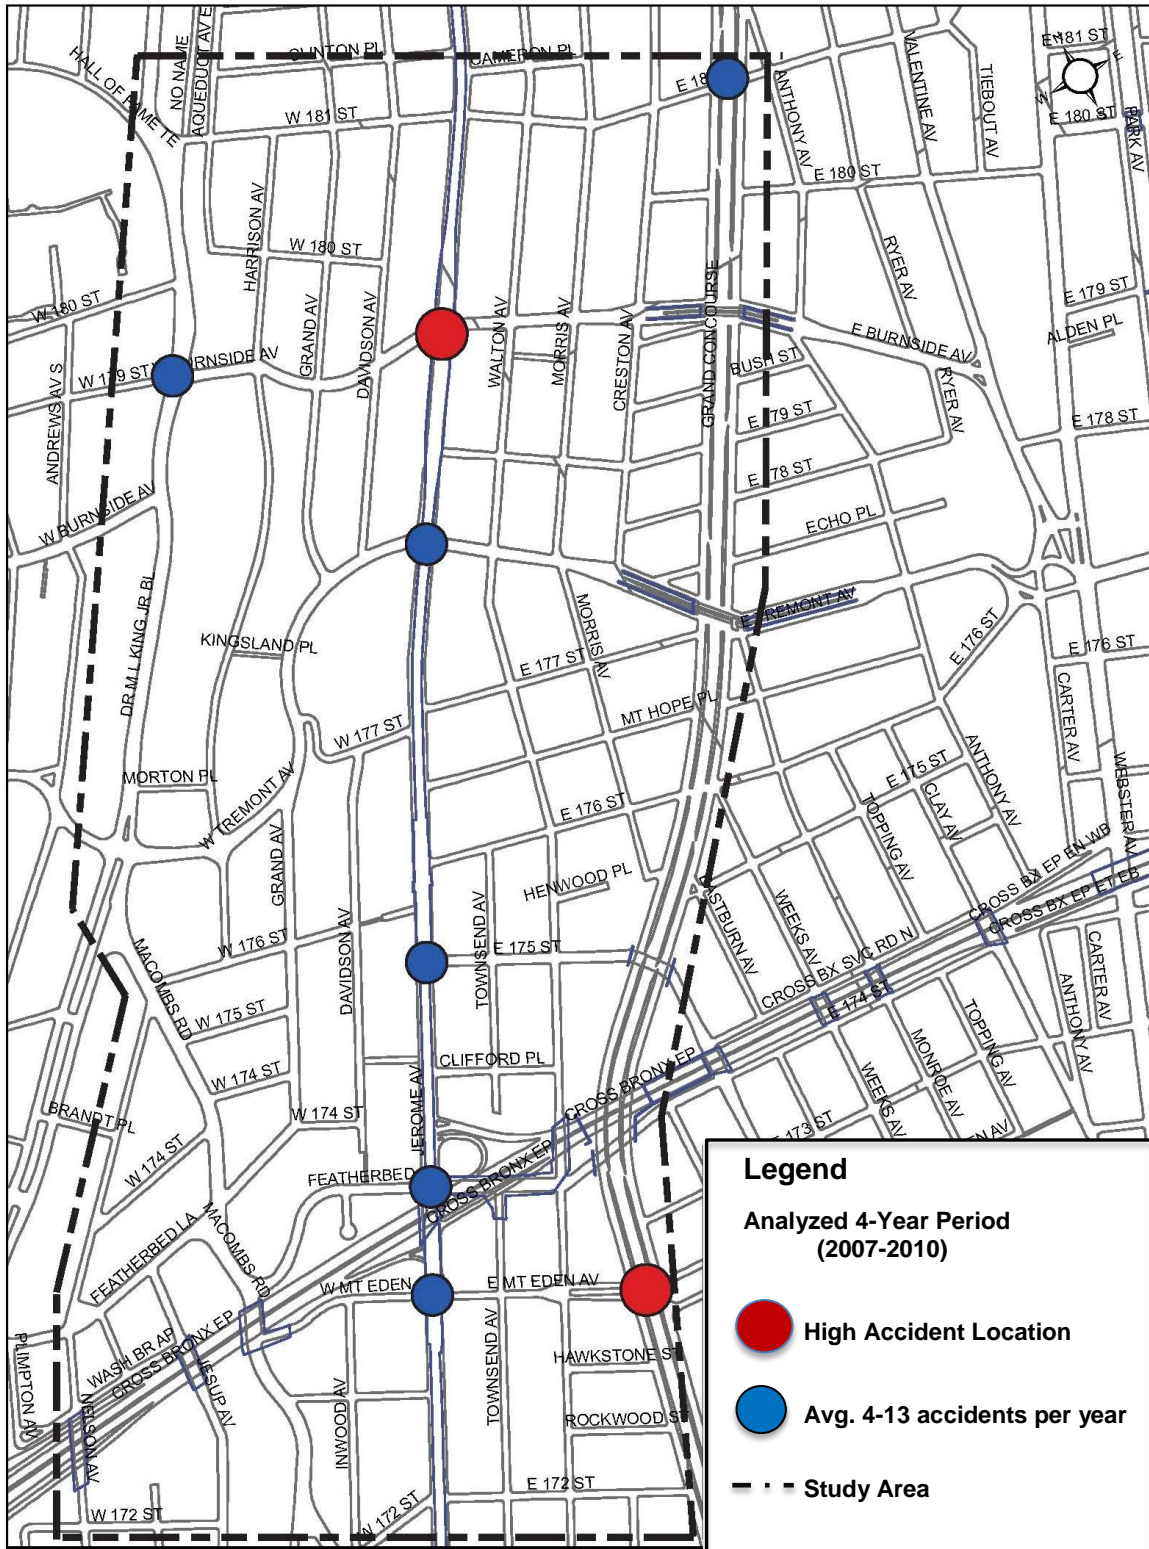 CLINTON PL
CAMERON PL
E 181 ST
HALL OF FAME TE
NO NAME
AQUEDUCT AV E
VALENTINE AV
TIEBOUT AV
N
E
W
S
E 18
ANTHONY AV
E 180 ST
PARK AV
W 181 ST
E 180 ST
HARRISON AV
W 180 ST
RYER AV
GRAND CONCOURSE
W 180 ST
E 179 ST
GRAND AV
DAVIDSON AV
WALTON AV
MORRIS AV
CRESTON AV
E BURNSIDE AV
ALDEN PL
W 179 ST
BURNSIDE AV
BUSH ST
ANDREWS AV S
RYER AV
E 179 ST
E 178 ST
E 178 ST
W BURNSIDE AV
ECHO PL
DR M L KING JR BL
KINGSLAND PL
MORRIS AV
E TREMONT AV
E 176 ST
E 176 ST
E 177 ST
CARTER AV
MT HOPE PL
W 177 ST
MORTON PL
W TREMONT AV
E 176 ST
E 175 ST
ANTHONY AV
WEBSTER AV
TOPPING AV
CLAY AV
GRAND AV
HENWOOD PL
CROSS BX EP EN WB
CROSS BX EP ET EB
EASTBURN AV
WEEKS AV
W 176 ST
DAVIDSON AV
TOWNSEND AV
E 175 ST
MACOMBS RD
CROSS BX SVC RD N
E 174 ST
CARTER AV
ANTHONY AV
W 175 ST
TOPPING AV
MONROE AV
WEEKS AV
CLIFFORD PL
W 174 ST
JEROME AV
CROSS BRONX EP
BRANDT PL
W 174 ST
W 174 ST
E 173 ST
EN AV
FEATHERBED
CROSS BRONX EP
FEATHERBED LA
MACOMBS RD
W MT EDEN
E MT EDEN AV
WASH BR AP
CROSS BRONX EP
PLIMPTON AV
NELSON AV
JESUP AV
INWOOD AV
TOWNSEND AV
HAWKSTONE ST
ROCKWOOD ST
E 172 ST
W 172 ST
W 172 ST
Legend
Analyzed 4-Year Period
(2007-2010)
High Accident Location
Avg. 4-13 accidents per year
Study Area